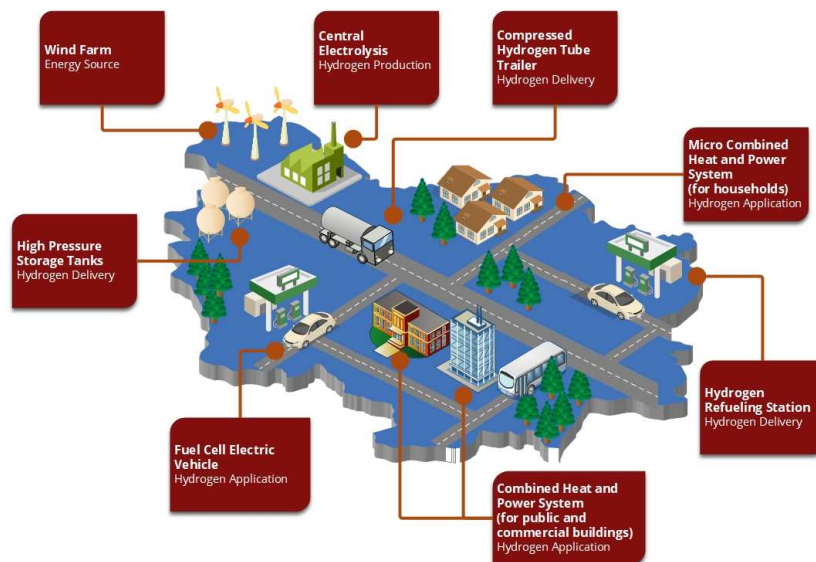 Wind Farm
Energy Source
Central
Electrolysis
Hydrogen Production
Compressed
Hydrogen Tube
Trailer
Hydrogen Delivery
Micro Combined
Heat and Power
System
(for households)
Hydrogen Application
High Pressure
Storage Tanks
Hydrogen Delivery
Hydrogen
Refueling Station
Hydrogen Delivery
Fuel Cell Electric
Vehicle
Hydrogen Application
Combined Heat and
Power System
(for public and
commercial buildings)
Hydrogen Application